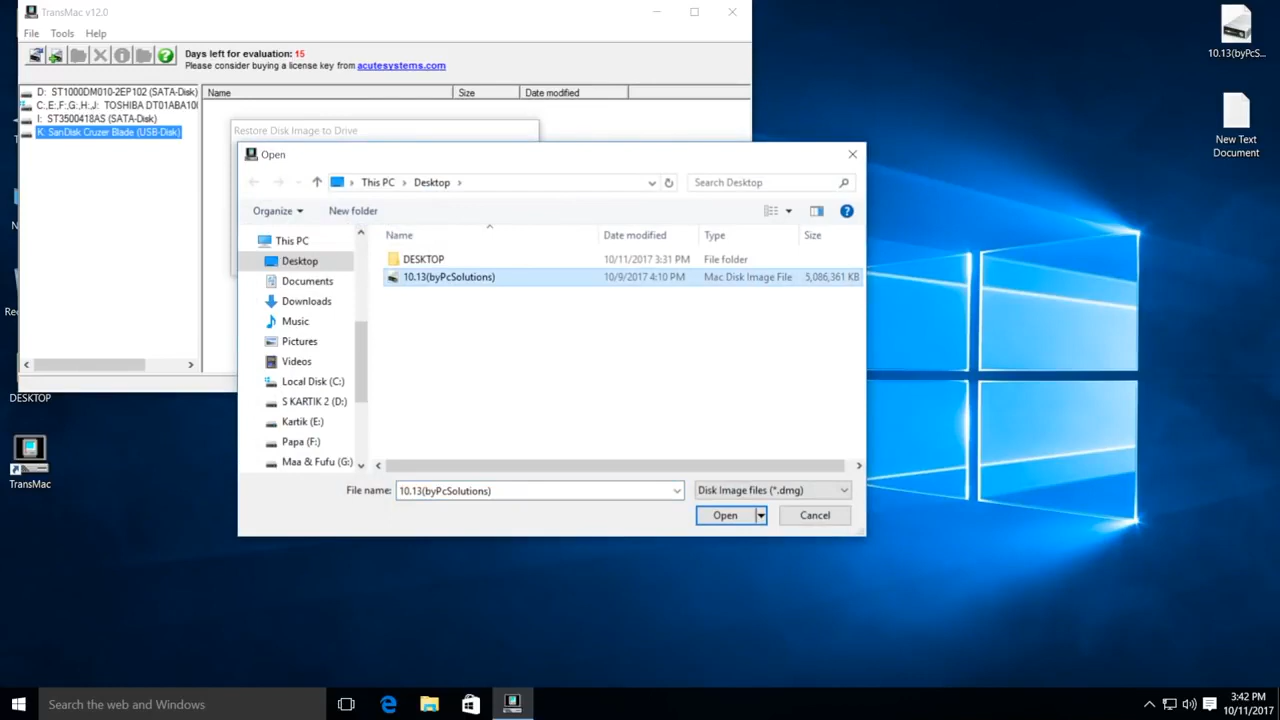 TransMac v12.0
File Tools Help
Days left for evaluation: 15
Please consider buying a license key from acutesystems.com
D: ST1000DM010-2EP102 (SATA-Disk)
C:,E:,F:,G:,H:,J: TOSHIBA DT01ABA10
I: ST3500418AS (SATA-Disk)
K: SanDisk Cruzer Blade (USB-Disk)
Name Size Date modified
Restore Disk Image to Drive
Open
This PC Desktop
Search Desktop
Organize New folder
This PC
Desktop
Documents
Downloads
Music
Pictures
Videos
Local Disk (C:)
S KARTIK 2 (D:)
Kartik (E:)
Papa (F:)
Maa & Fufu (G:)
Name Date modified Type Size
DESKTOP 10/11/2017 3:31 PM File folder
10.13(byPcSolutions) 10/9/2017 4:10 PM Mac Disk Image File 5,086,361 KB
File name: 10.13(byPcSolutions) Disk Image files (*.dmg)
Open Cancel
10.13(byPcS...
New Text
Document
DESKTOP
TransMac
Search the web and Windows
3:42 PM
10/11/2017